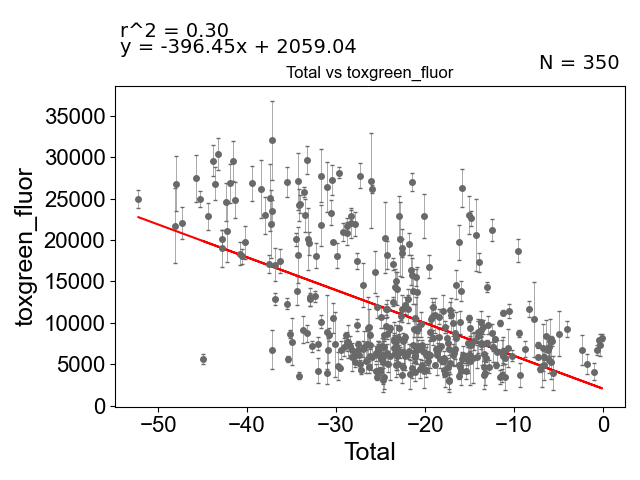 r^2 = 0.30
y = -396.45x + 2059.04
N = 350
Total vs toxgreen_fluor
toxgreen_fluor
35000
30000
25000
20000
15000
10000
5000
0
−50
−40
−30
−20
−10
0
Total